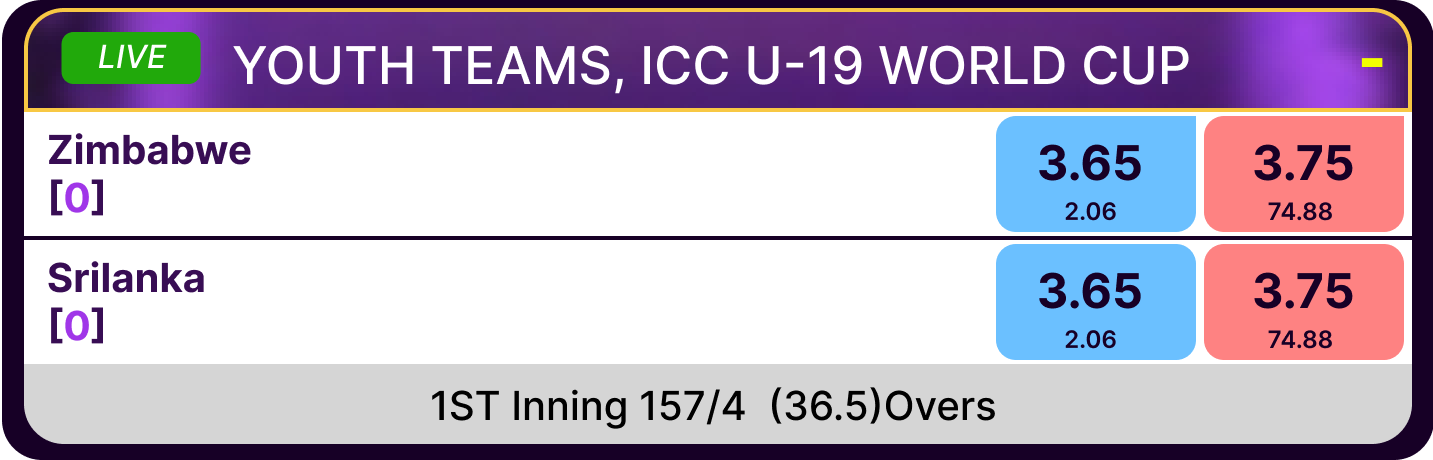 LIVE YOUTH TEAMS, ICC U-19 WORLD CUP -
Zimbabwe
[0]
3.65 3.75
2.06 74.88
Srilanka
[0]
3.65 3.75
2.06 74.88
1ST Inning 157/4 (36.5)Overs